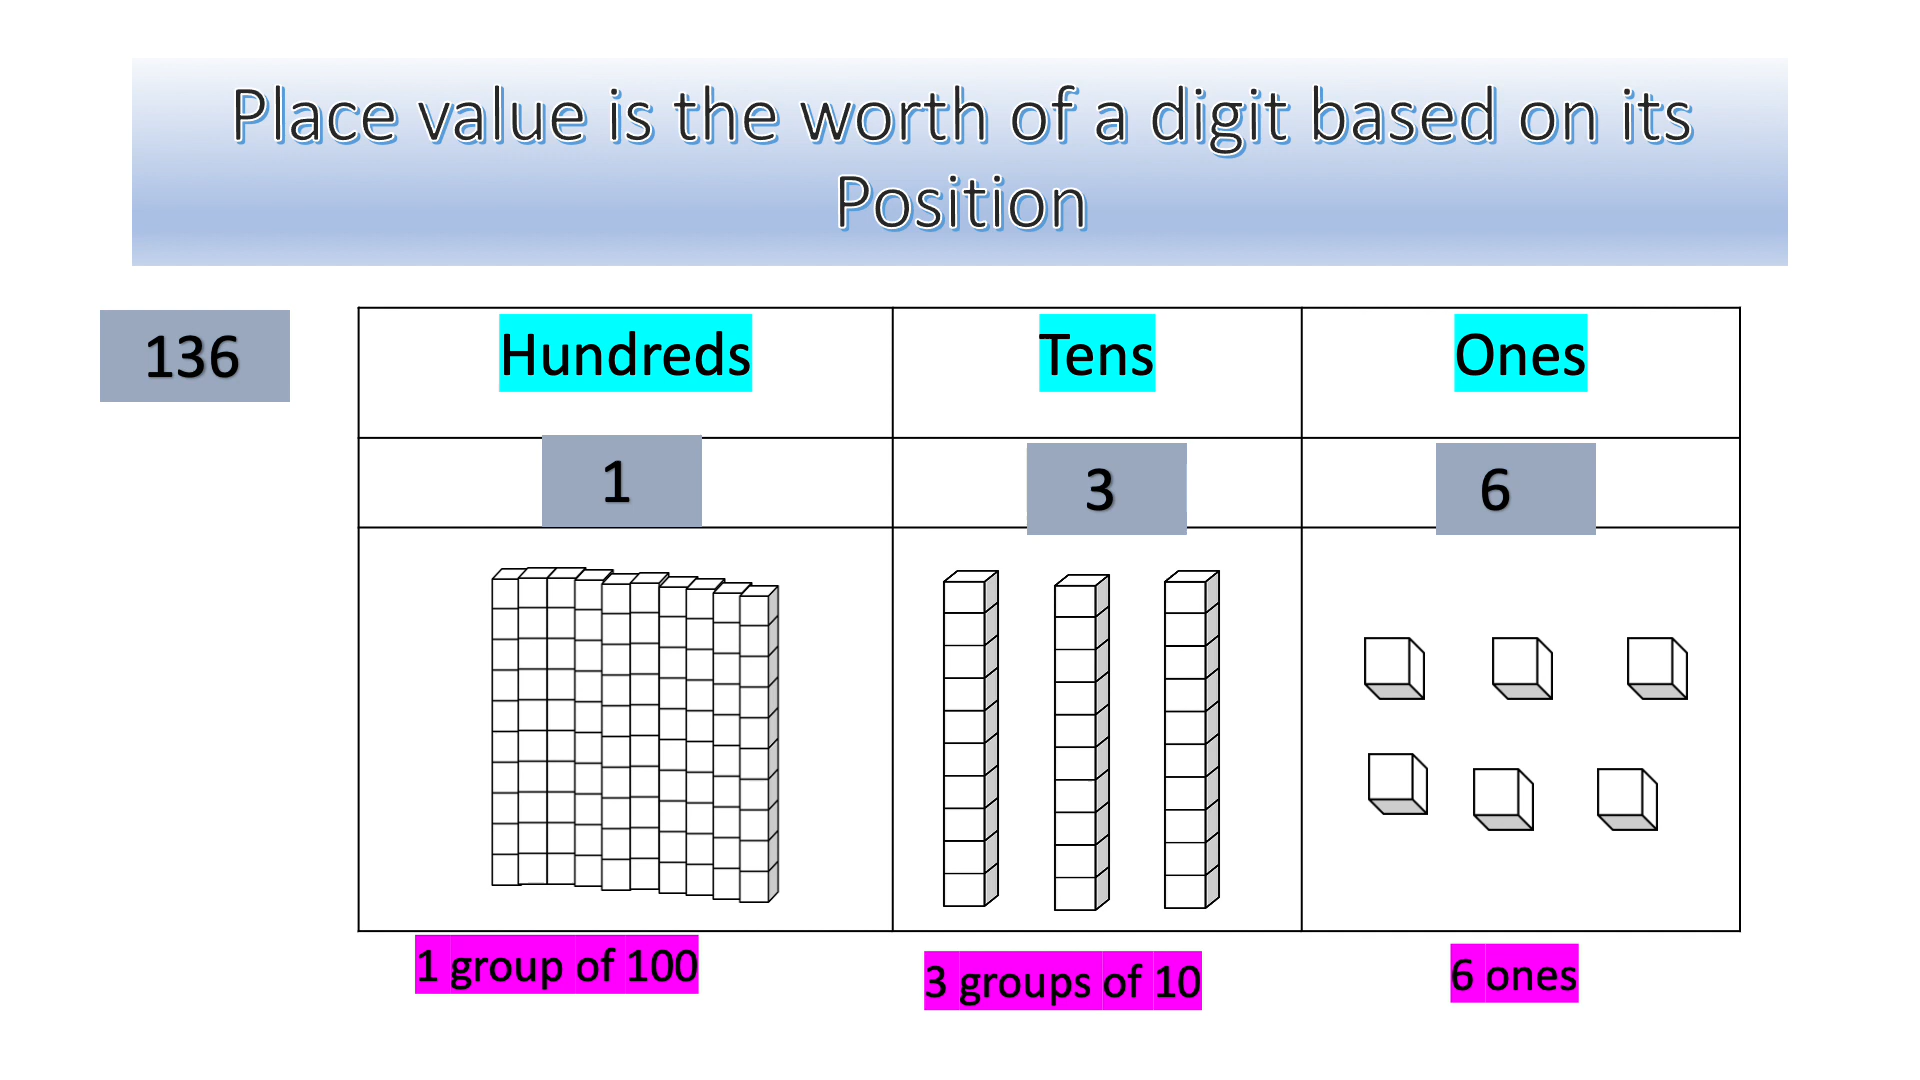 Place value is the worth of a digit based on its
Position
136
Hundreds Tens Ones
1 3 6
1 group of 100
3 groups of 10
6 ones